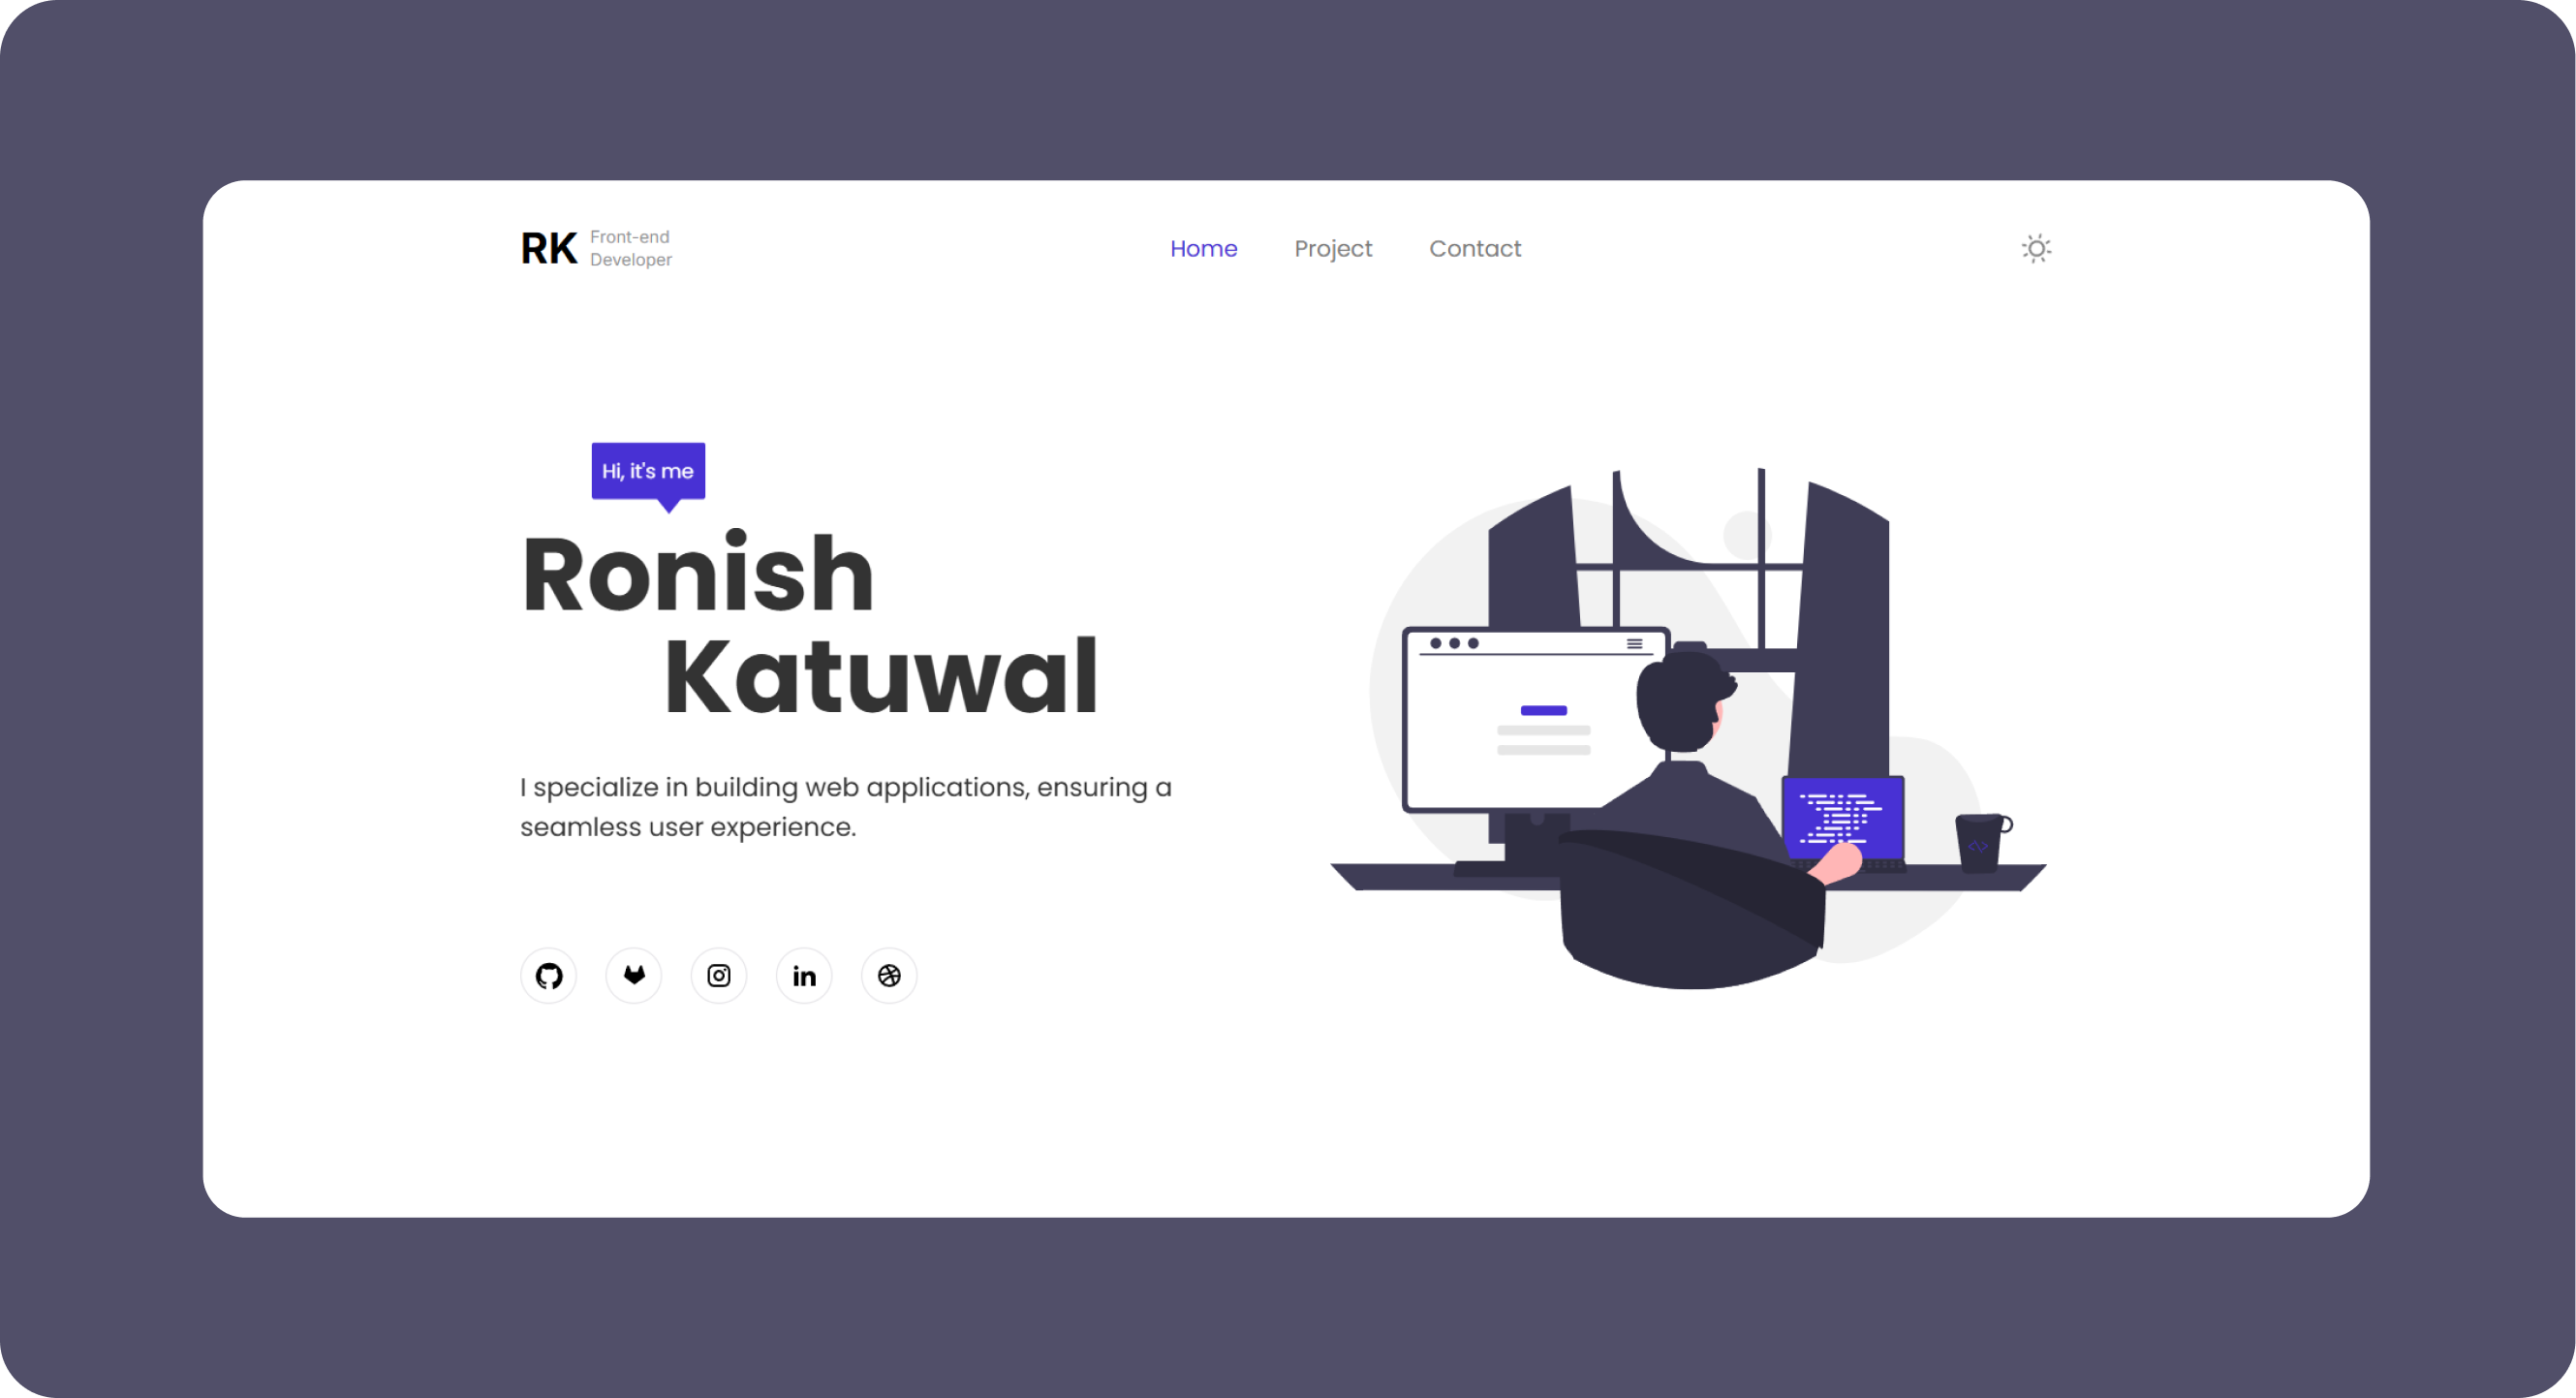 RK
Front-end
Developer
Home
Project
Contact
Hi, it's me
Ronish
Katuwal
I specialize in building web applications, ensuring a
seamless user experience.
in